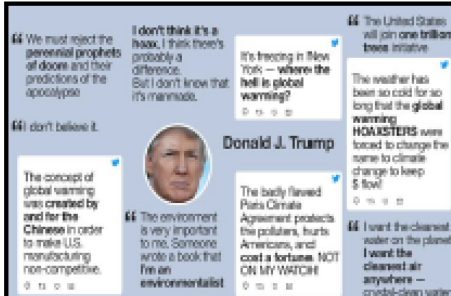 We must reject the
perennial prophets
of doom and their
predictions of the
apocalypse
I don't believe it.
The concept of
global warming
was created by
and for the
Chinese in order
to make U.S.
manufacturing
non-competitive.
I don't think it's a
hoax, I think there's
probably a
difference.
But I don't know that
it's manmade.
The environment
is very important
to me. Someone
wrote a book that
I'm an
environmentalist
It's freezing in New
York — where the
hell is global
warming?
Donald J. Trump
The badly flawed
Paris Climate
Agreement protects
the polluters, hurts
Americans, and
cost a fortune. NOT
ON MY WATCH!
The United States
will join one trillion
trees initiative
The weather has
been so cold for so
long that the global
warming
HOAXSTERS were
forced to change the
name to climate
change to keep
$ flow!
I want the cleanest
water on the planet
I want the
cleanest air
anywhere —
crystal-clean water